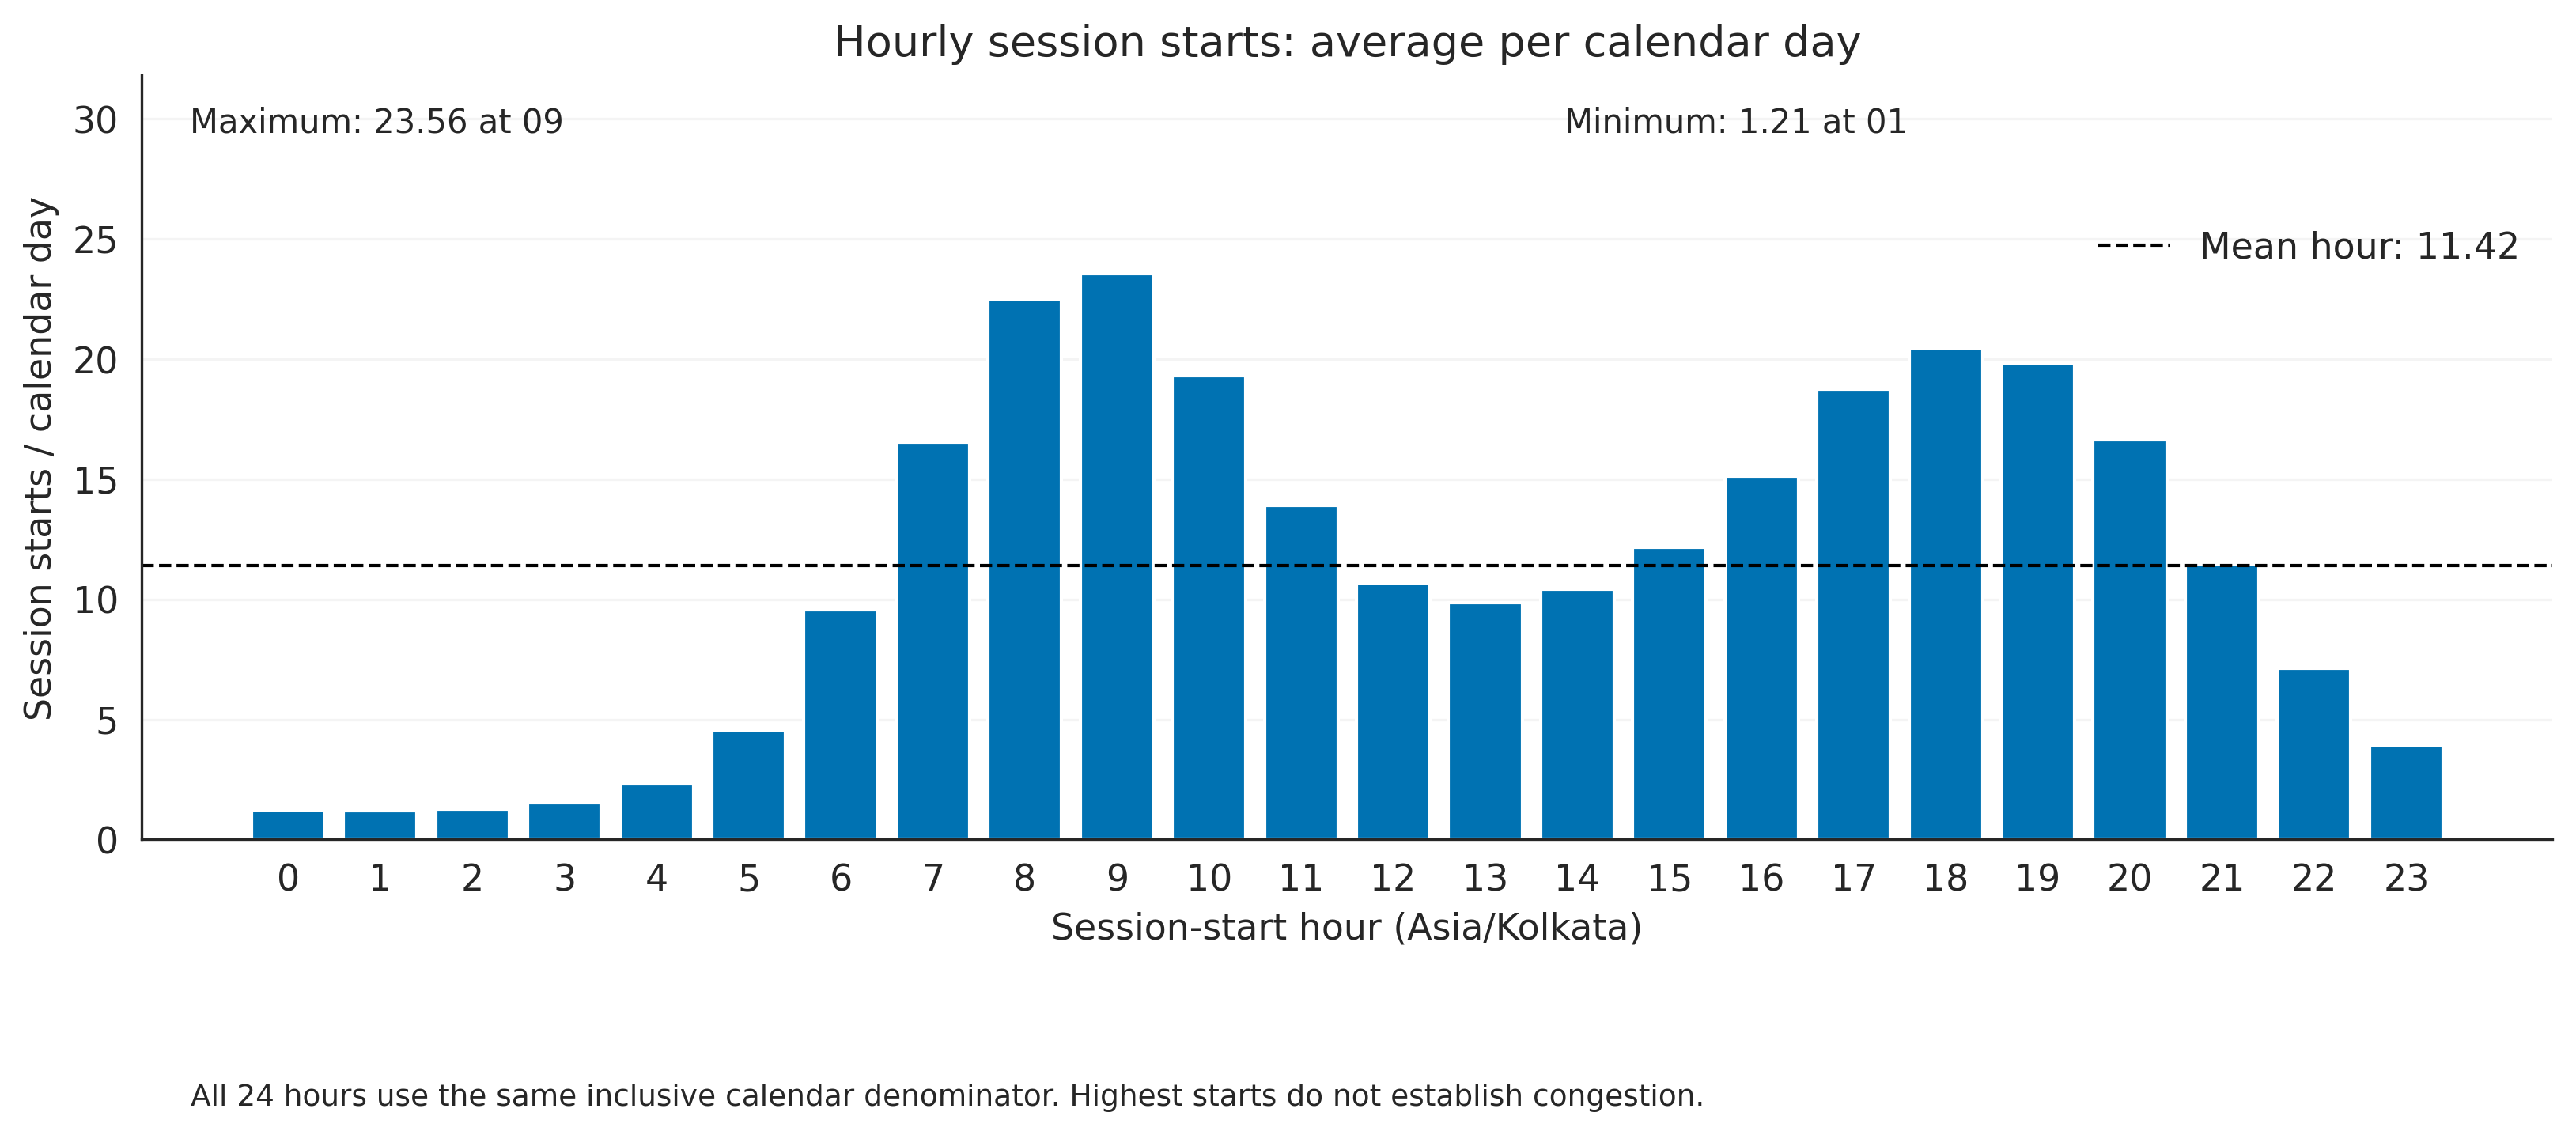 Hourly session starts: average per calendar day
Maximum: 23.56 at 09
Minimum: 1.21 at 01
Mean hour: 11.42
Session starts / calendar day
30
25
20
15
10
5
0
0 1 2 3 4 5 6 7 8 9 10 11 12 13 14 15 16 17 18 19 20 21 22 23
Session-start hour (Asia/Kolkata)
All 24 hours use the same inclusive calendar denominator. Highest starts do not establish congestion.